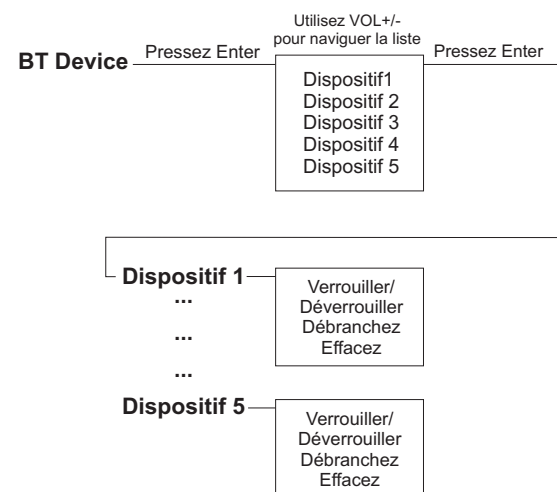 Utilisez VOL+/-
pour naviguer la liste
BT Device
Pressez Enter
Pressez Enter
Dispositif1
Dispositif 2
Dispositif 3
Dispositif 4
Dispositif 5
Dispositif 1
...
...
...
Verrouiller/
Déverrouiller
Débranchez
Effacez
Dispositif 5
Verrouiller/
Déverrouiller
Débranchez
Effacez